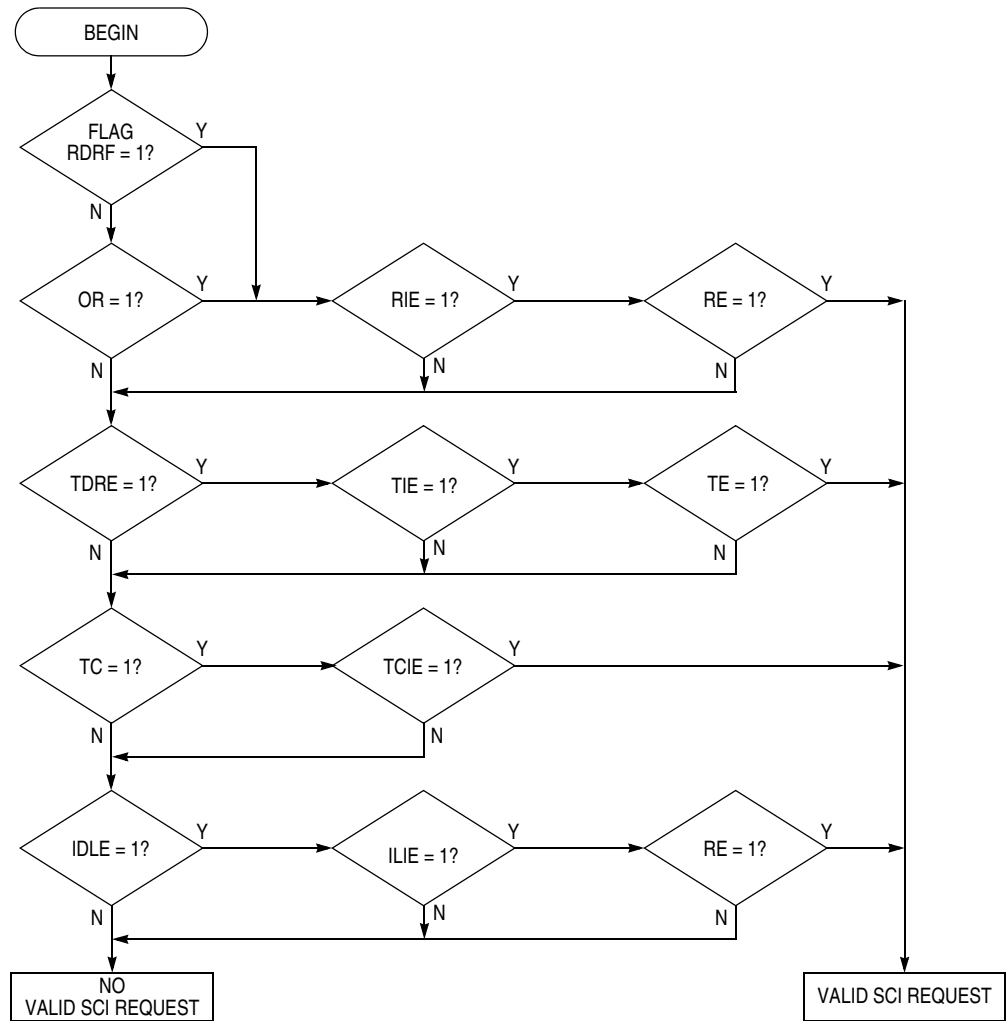 BEGIN
FLAG
RDRF = 1?
Y
N
OR = 1?
Y
RIE = 1?
Y
RE = 1?
Y
N
N
N
TDRE = 1?
Y
TIE = 1?
Y
TE = 1?
Y
N
N
N
TC = 1?
Y
TCIE = 1?
Y
N
N
IDLE = 1?
Y
ILIE = 1?
Y
RE = 1?
Y
N
N
N
NO
VALID SCI REQUEST
VALID SCI REQUEST